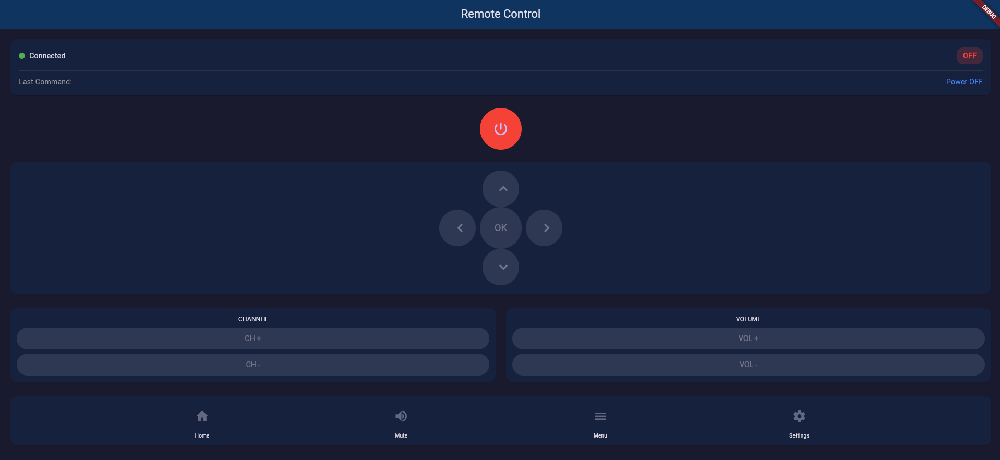 Remote Control
DEBUG
Connected
OFF
Last Command:
Power OFF
OK
CHANNEL
VOLUME
CH +
VOL +
CH -
VOL -
Home
Mute
Menu
Settings